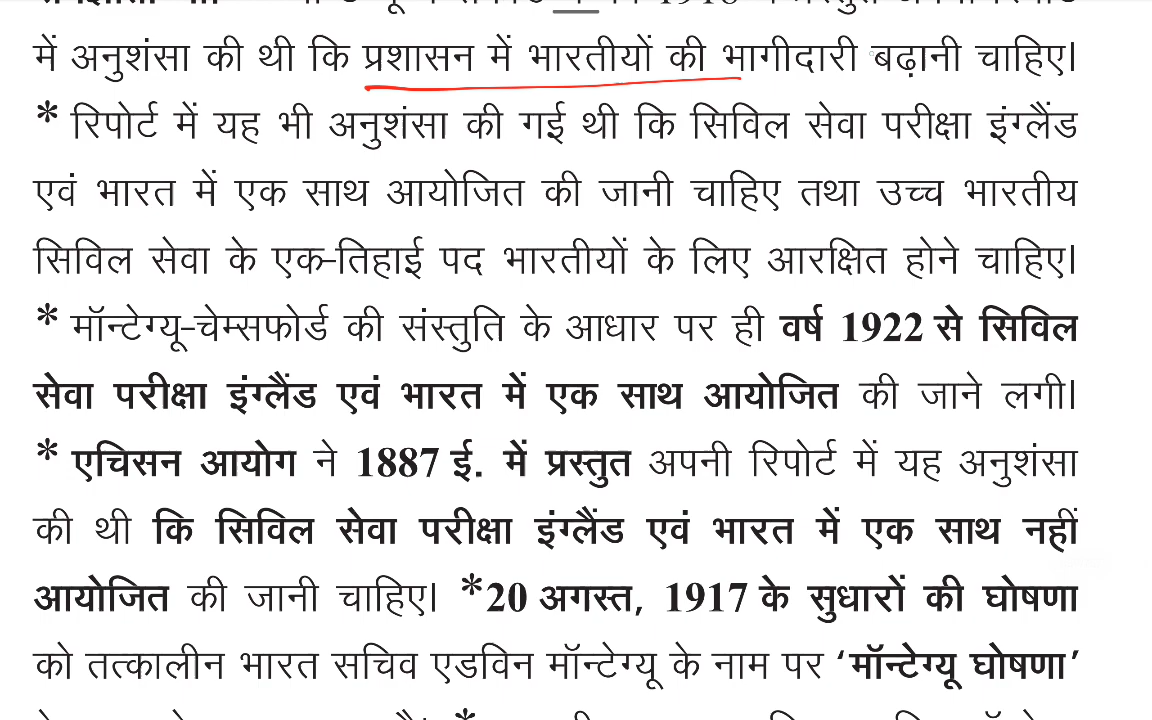 में अनुशंसा की थी कि प्रशासन में भारतीयों की भागीदारी बढ़ानी चाहिए।
* रिपोर्ट में यह भी अनुशंसा की गई थी कि सिविल सेवा परीक्षा इंग्लैंड
एवं भारत में एक साथ आयोजित की जानी चाहिए तथा उच्च भारतीय
सिविल सेवा के एक-तिहाई पद भारतीयों के लिए आरक्षित होने चाहिए।
* मॉन्टेग्यू-चेम्सफोर्ड की संस्तुति के आधार पर ही वर्ष 1922 से सिविल
सेवा परीक्षा इंग्लैंड एवं भारत में एक साथ आयोजित की जाने लगी।
* एचिसन आयोग ने 1887 ई. में प्रस्तुत अपनी रिपोर्ट में यह अनुशंसा
की थी कि सिविल सेवा परीक्षा इंग्लैंड एवं भारत में एक साथ नहीं
आयोजित की जानी चाहिए। *20 अगस्त, 1917 के सुधारों की घोषणा
को तत्कालीन भारत सचिव एडविन मॉन्टेग्यू के नाम पर ‘मॉन्टेग्यू घोषणा’